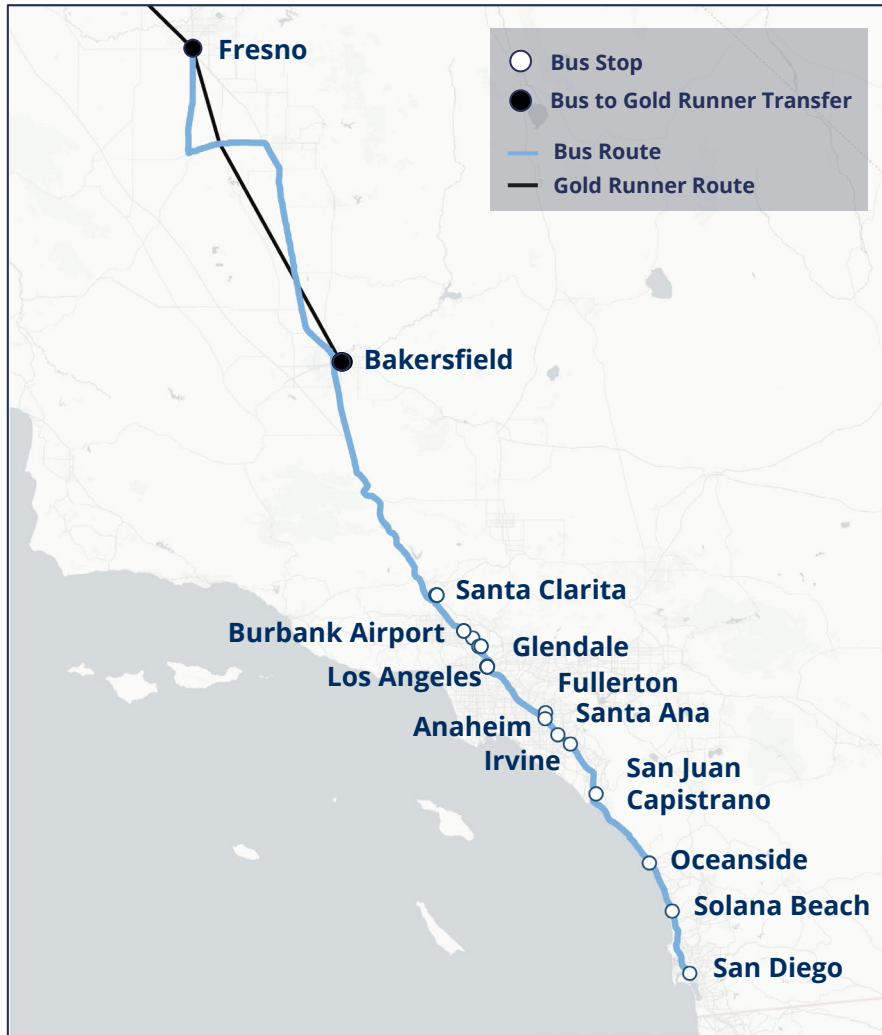 Fresno
Bus Stop
Bus to Gold Runner Transfer
Bus Route
Gold Runner Route
Bakersfield
Santa Clarita
Burbank Airport
Glendale
Los Angeles
Fullerton
Santa Ana
Anaheim
Irvine
San Juan
Capistrano
Oceanside
Solana Beach
San Diego